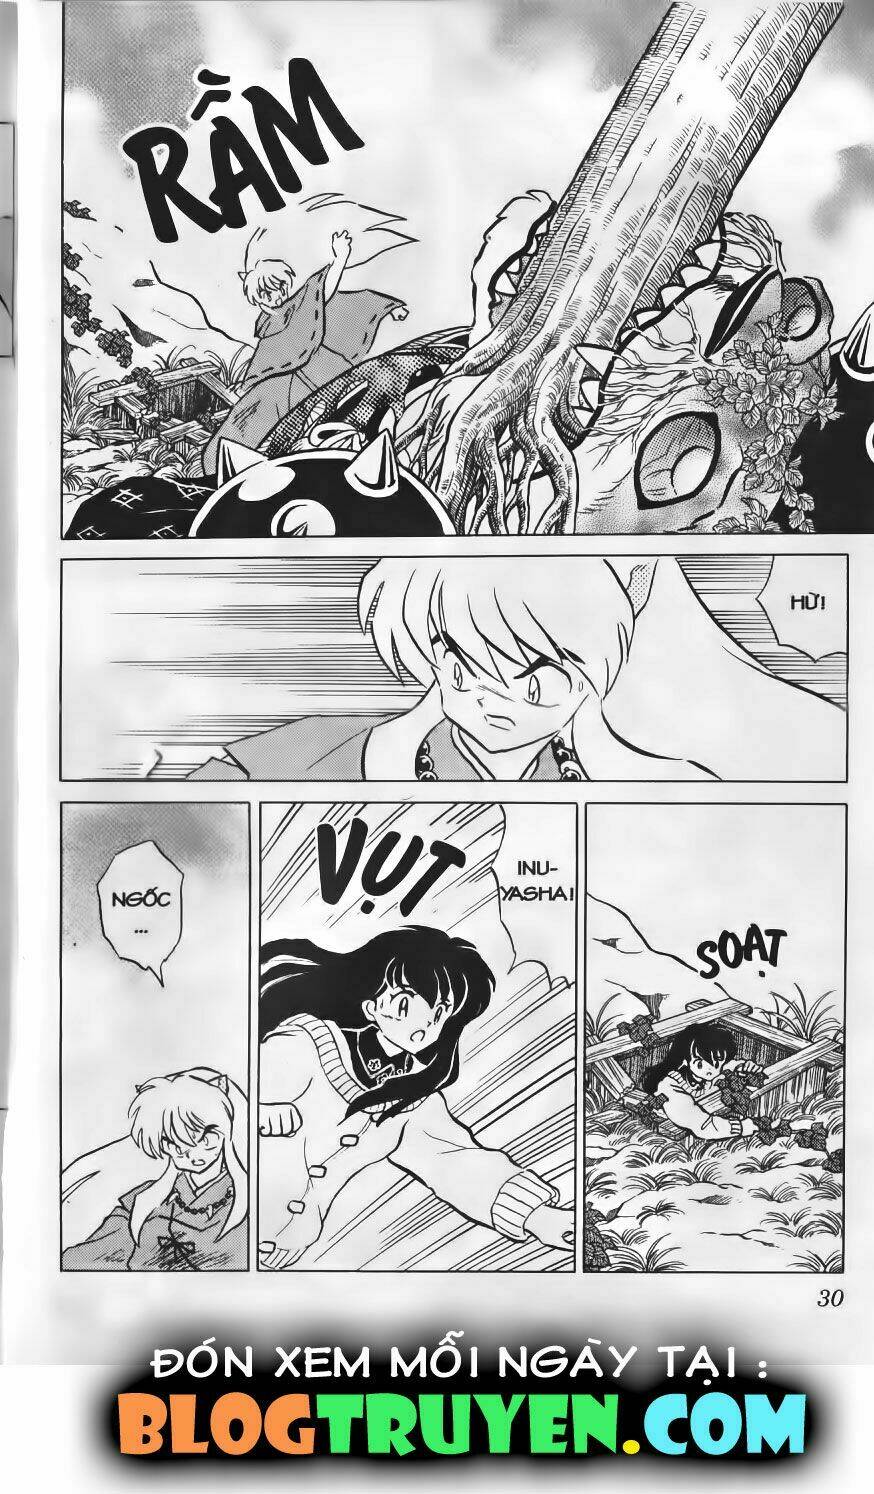 RẦM
HỪ!
SOẠT
INU-
YASHA!
VỤT
NGỐC
...
30
ĐÓN XEM MỖI NGÀY TẠI :
BLOGTRUYEN.COM